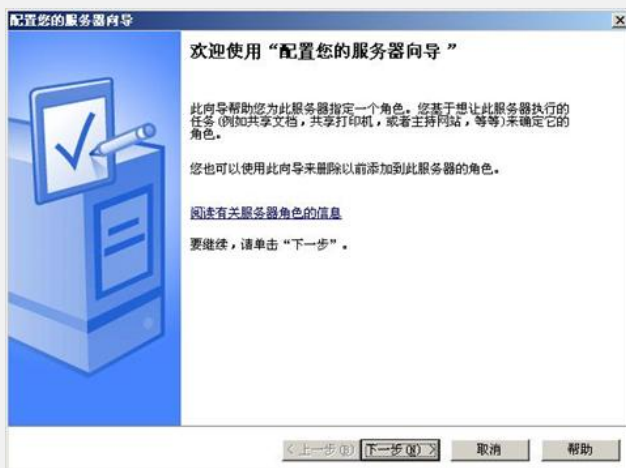 配置您的服务器向导
欢迎使用“配置您的服务器向导 ”
此向导帮助您为此服务器指定一个角色。您基于想让此服务器执行的
任务(例如共享文档，共享打印机，或者主持网站，等等)来确定它的
角色。
您也可以使用此向导来删除以前添加到此服务器的角色。
阅读有关服务器角色的信息
要继续，请单击“下一步”。
< 上一步(B) 下一步(N) > 取消 帮助